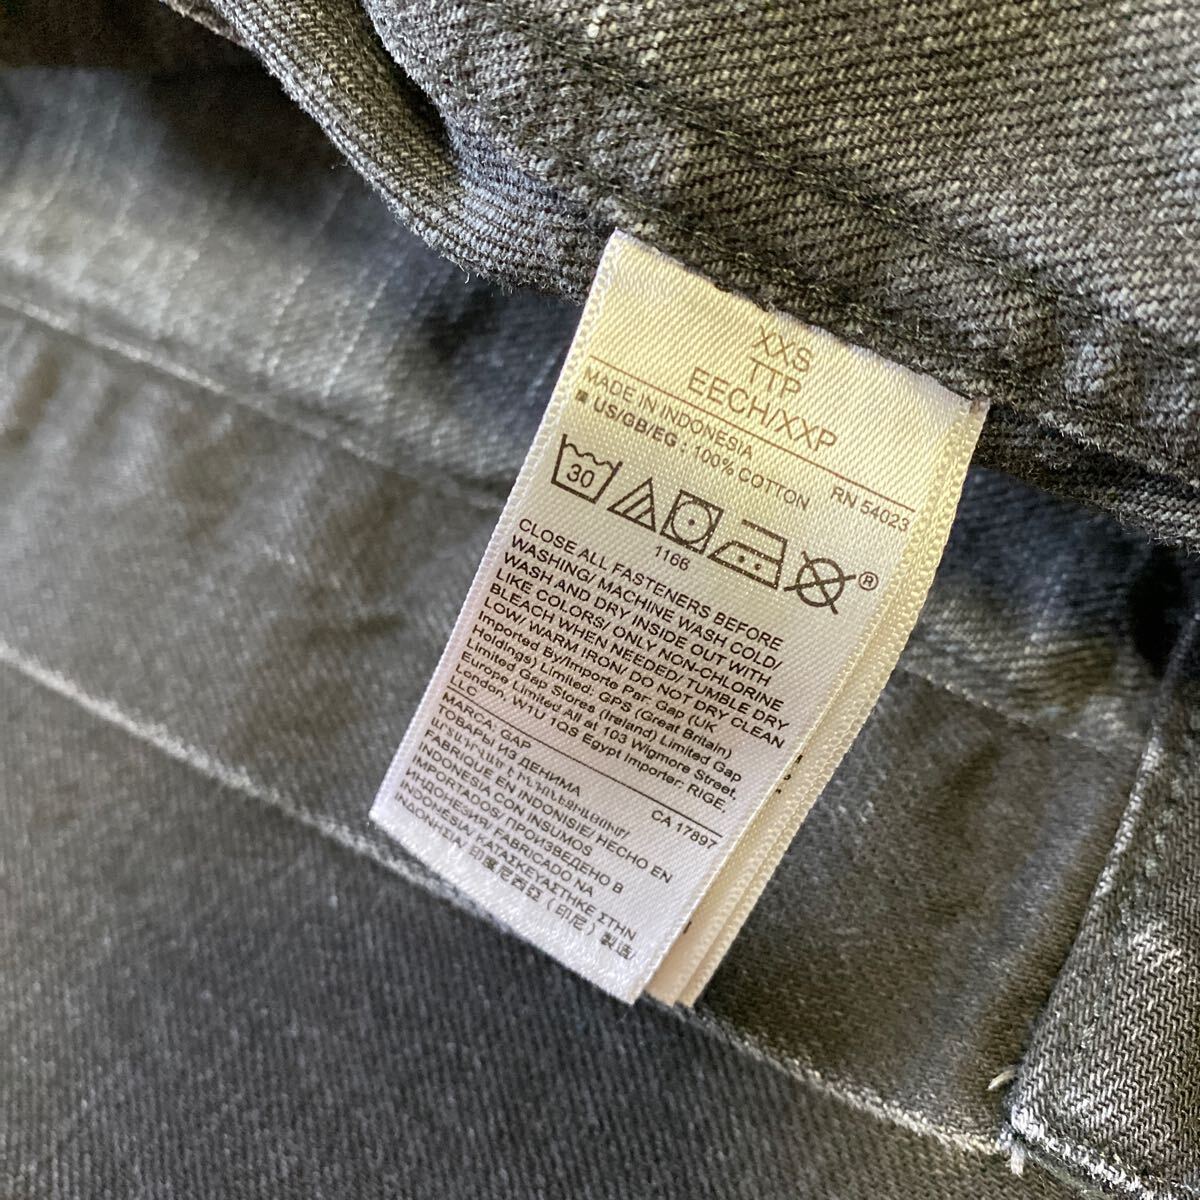 XXS
TTP
EECH/XXP
MADE IN INDONESIA
RN 54023
US/GB/EG : 100% COTTON
30
1166
®
CLOSE ALL FASTENERS BEFORE
WASHING/ MACHINE WASH COLD/
WASH AND DRY/ INSIDE OUT WITH
LIKE COLORS/ ONLY NON-CHLORINE
BLEACH WHEN NEEDED/ TUMBLE DRY
LOW/ WARM IRON/ DO NOT DRY CLEAN
Imported By/Importe Par: Gap (UK
Holdings) Limited; GPS (Great Britain)
Limited; Gap Stores (Ireland) Limited Gap
Europe Limited All at 103 Wigmore Street,
London, W1U 1QS Egypt Importer: RIGE,
LLC
MARCA: GAP
CA 17897
ТОВАРЫ ИЗ ДЕНИМА
FABRIQUE EN INDONÉSIE/ HECHO EN
INDONESIA CON INSUMOS
IMPORTADOS/ ПРОИЗВЕДЕНО В
ИНДОНЕЗИЯ/ FABRICADO NA
INDONÉSIA/ ΚΑΤΑΣΚΕΥΑΣΤΗΚΕ ΣΤΗΝ
印度尼西亞(印尼)製造/